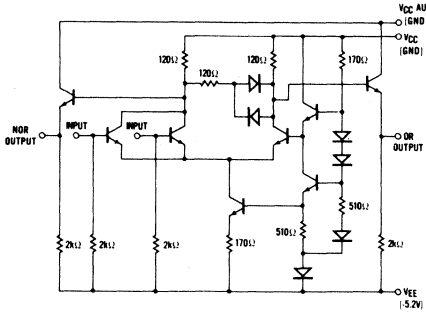 VCC AU
(GND
VCC
(GND)
120Ω
120Ω
120Ω
170Ω
NOR
OUTPUT
INPUT
INPUT
OR
OUTPUT
510Ω
510Ω
2kΩ
2kΩ
2kΩ
170Ω
2kΩ
VEE
(-5.2V)